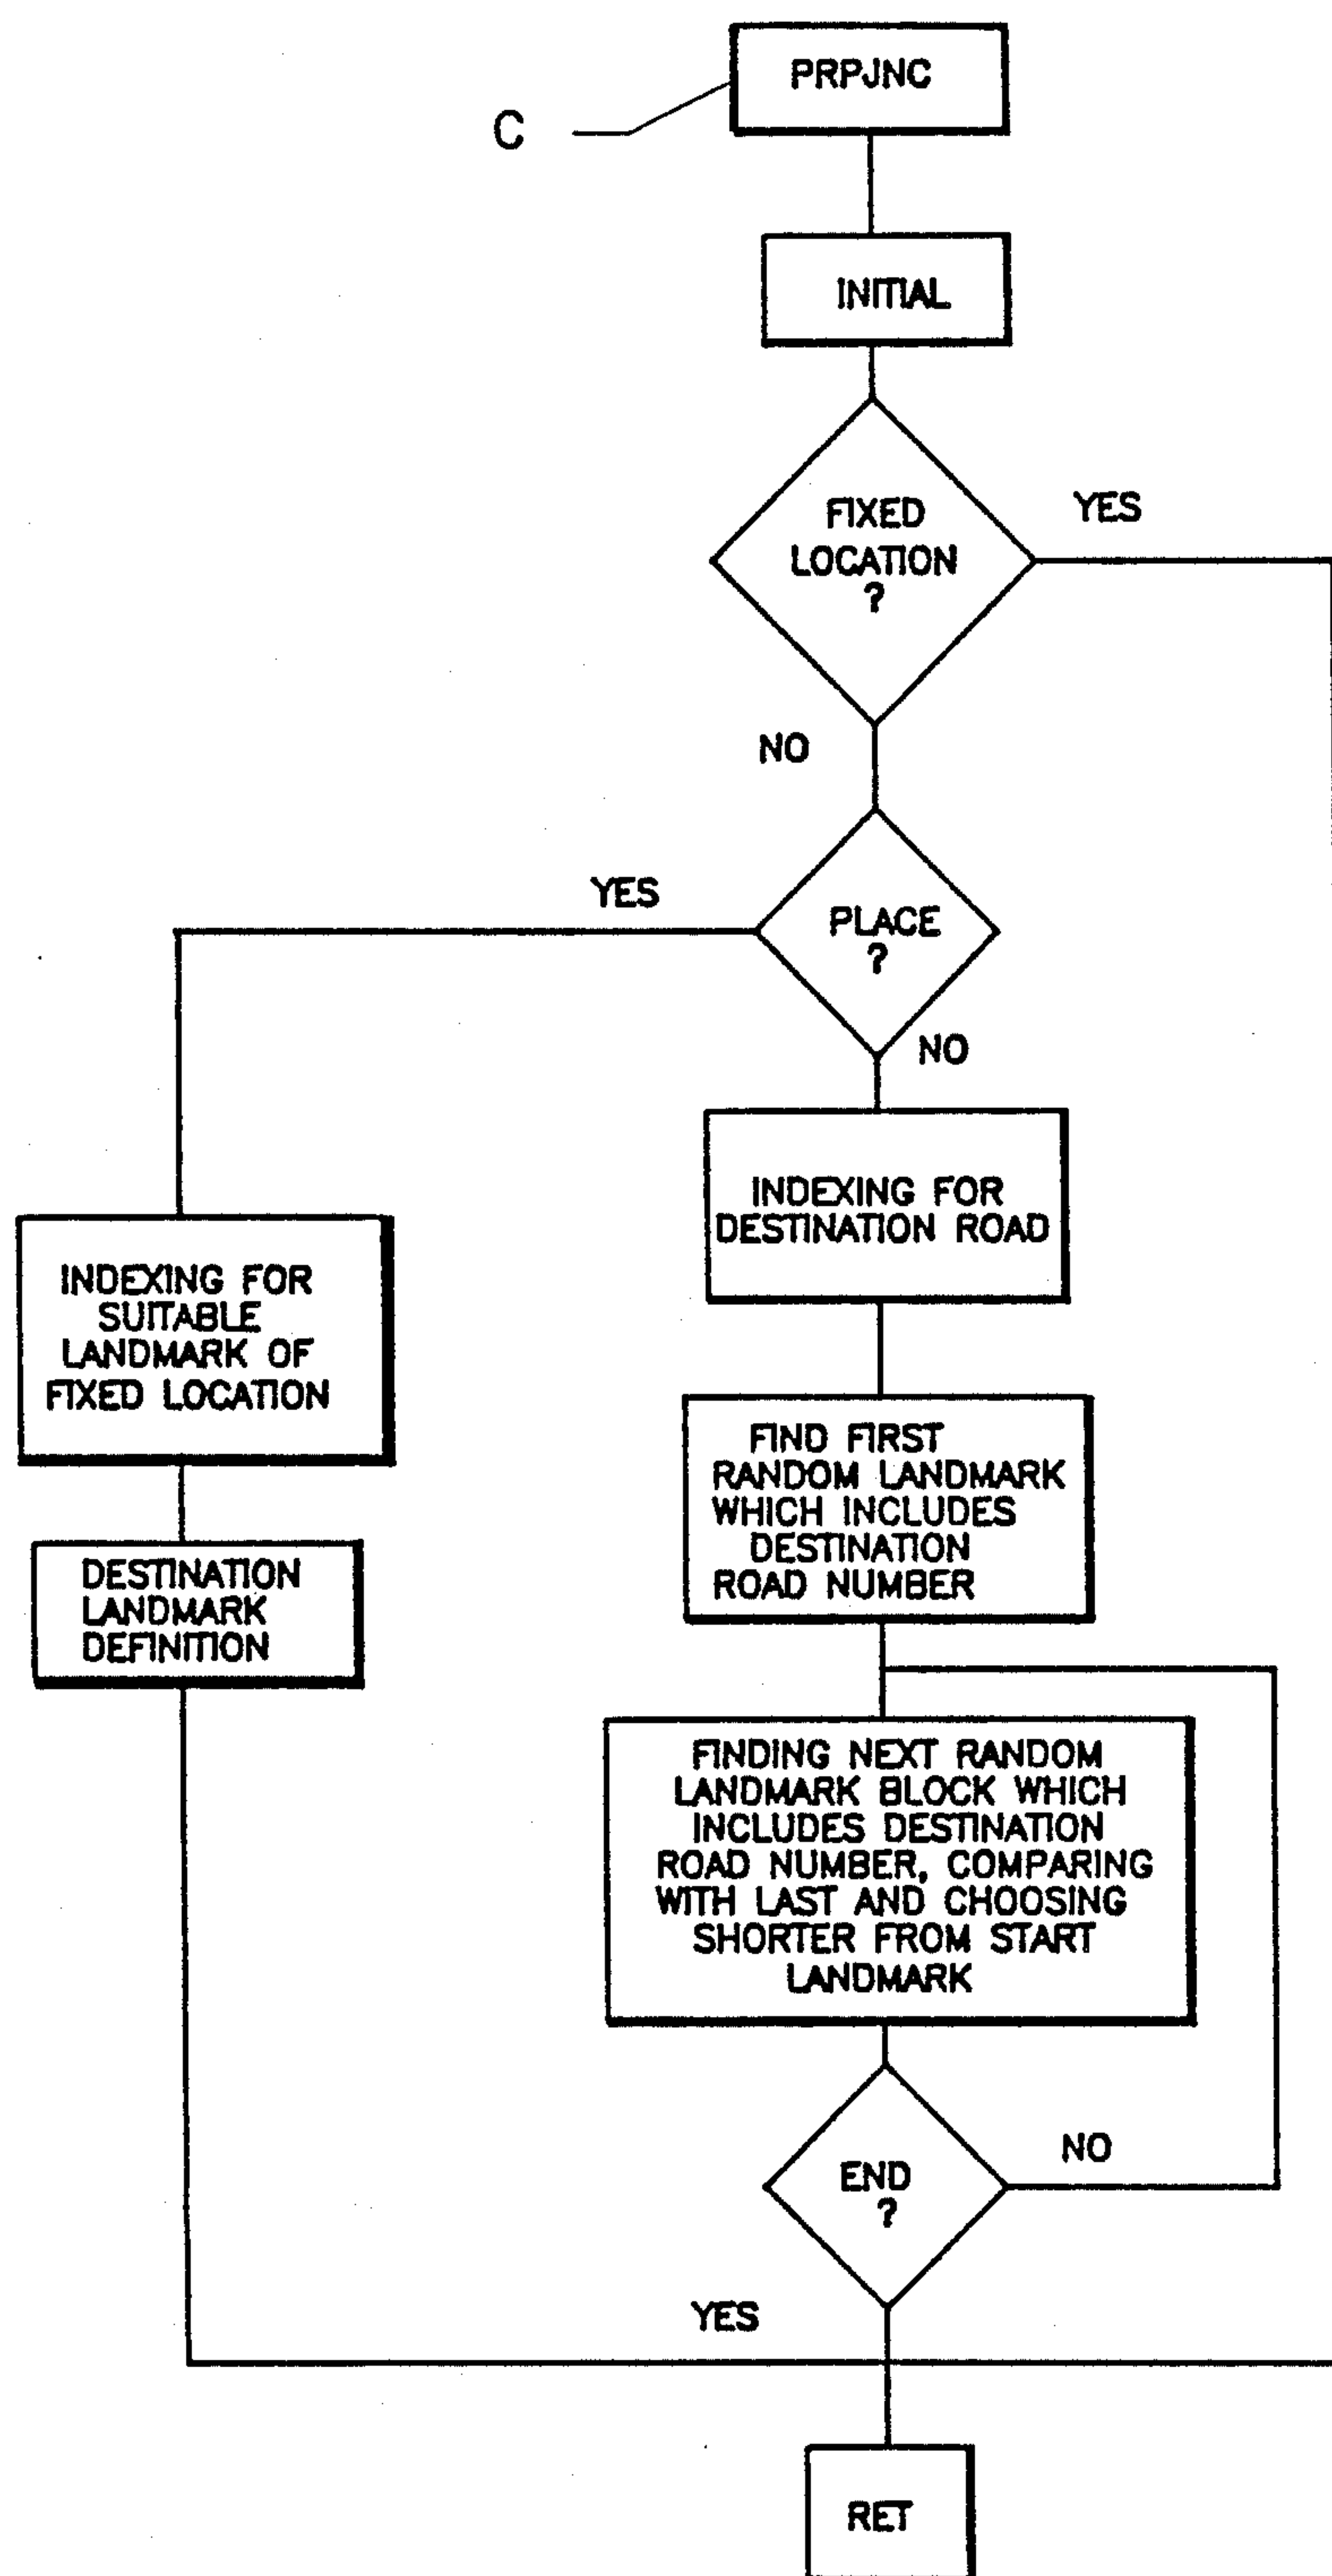 PRPJNC
C
INITIAL
FIXED
LOCATION
?
YES
NO
YES
PLACE
?
NO
INDEXING FOR
DESTINATION ROAD
INDEXING FOR
SUITABLE
LANDMARK OF
FIXED LOCATION
FIND FIRST
RANDOM LANDMARK
WHICH INCLUDES
DESTINATION
ROAD NUMBER
DESTINATION
LANDMARK
DEFINITION
FINDING NEXT RANDOM
LANDMARK BLOCK WHICH
INCLUDES DESTINATION
ROAD NUMBER, COMPARING
WITH LAST AND CHOOSING
SHORTER FROM START
LANDMARK
END
?
NO
YES
RET